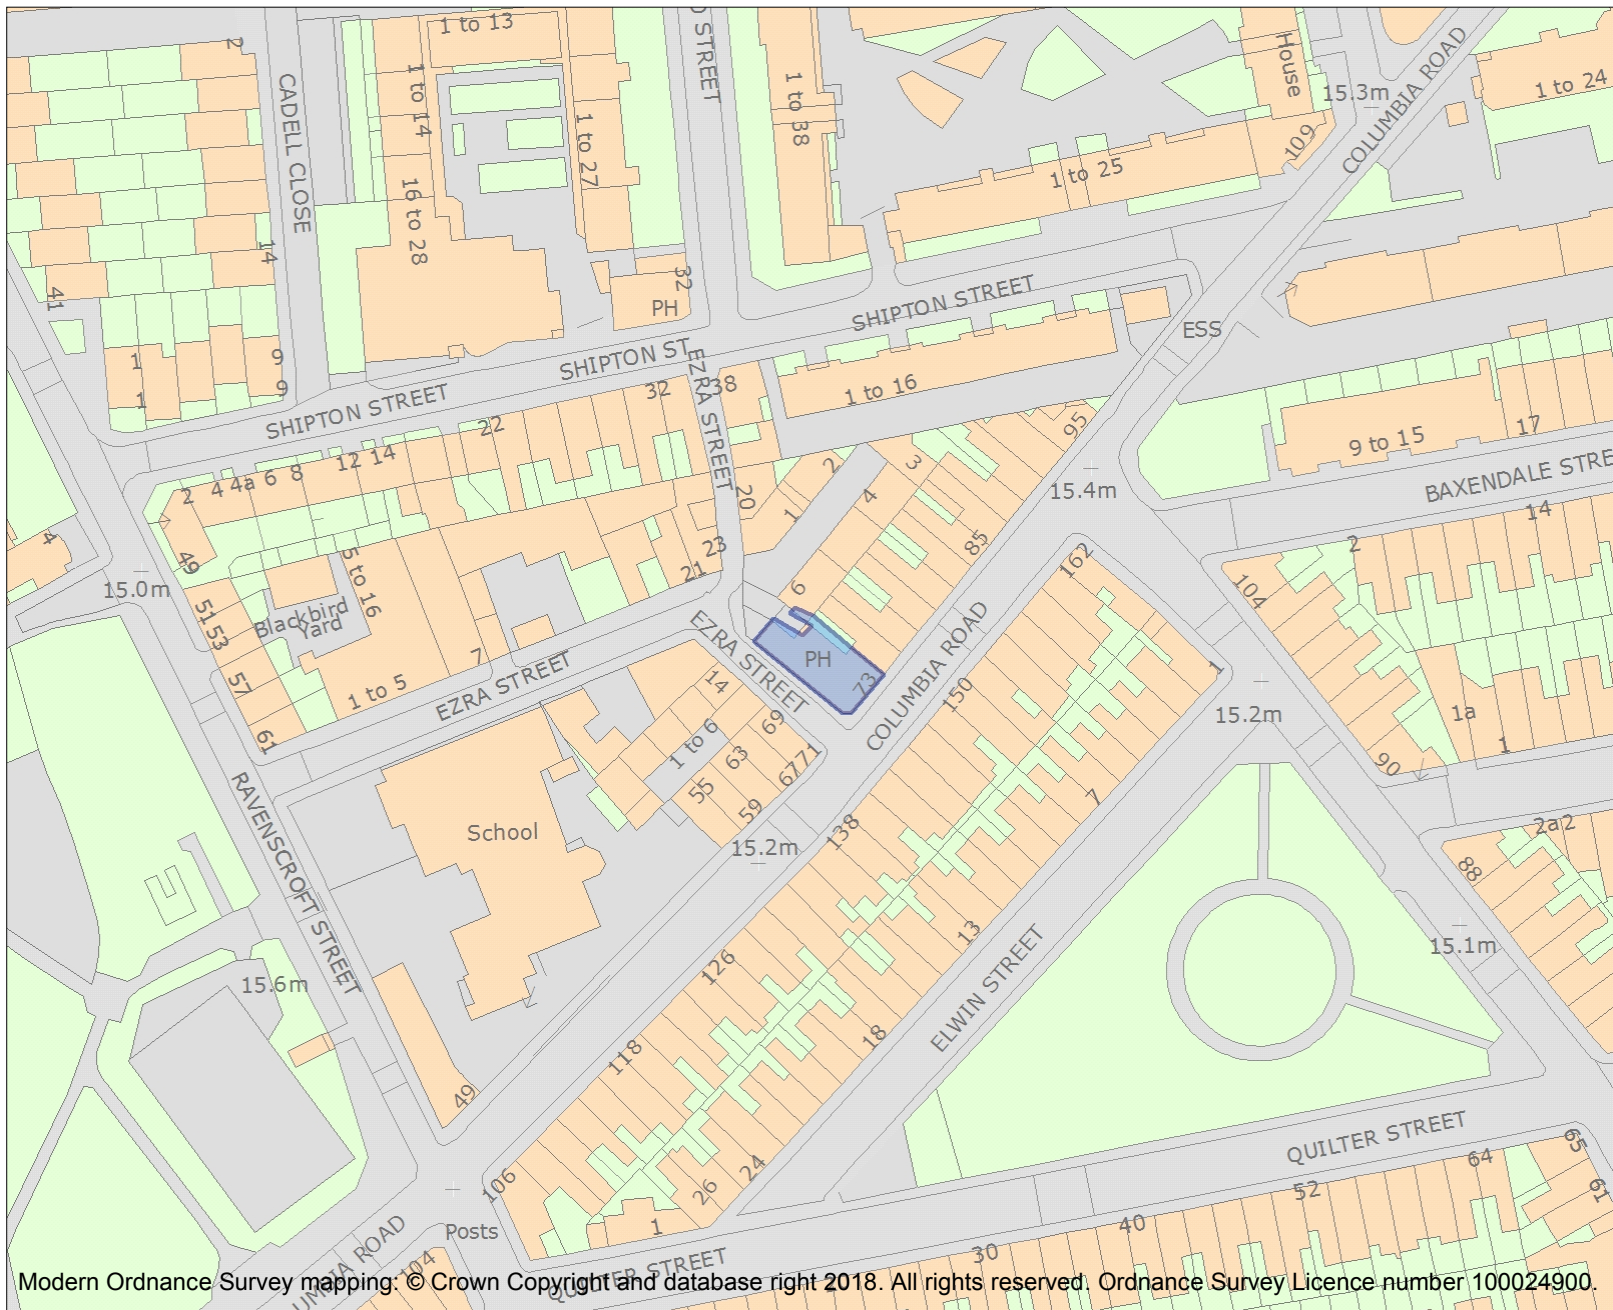 1 to 13
2
CADELL CLOSE
1 to 14
1 to 27
STREET
1 to 38
House
COLUMBIA ROAD
15.3m
1 to 24
109
1 to 25
16 to 28
14
41
32
PH
SHIPTON STREET
ESS
1
9
1
9
SHIPTON ST
EZRA STREET
38
32
1 to 16
SHIPTON STREET
22
95
9 to 15
17
BAXENDALE STRE
12 14
2 4 4a 6 8
2
3
4
20
1
15.4m
14
85
2
162
104
4
49
5 to 16
23
21
6
15.0m
51
53
Blackbird
Yard
EZRA STREET
PH
73
COLUMBIA ROAD
7
57
1 to 5
EZRA STREET
14
150
1
15.2m
1a
61
1 to 6
69
63
6771
1
90
55
59
7
RAVENSCROFT STREET
School
138
15.2m
2a2
88
13
15.1m
126
15.6m
ELWIN STREET
18
118
49
QUILTER STREET
65
64
106
24
26
52
61
1
Posts
40
30
UMBIA ROAD
104
QUILTER STREET
Modern Ordnance Survey mapping: © Crown Copyright and database right 2018. All rights reserved. Ordnance Survey Licence number 100024900.